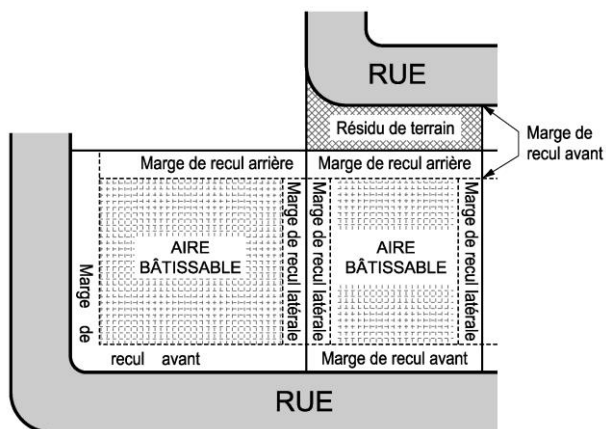 RUE
Résidu de terrain
Marge de
recul avant
Marge de recul arrière
Marge de recul arrière
Marge de
recul avant
AIRE
BÂTISSABLE
Marge de recul latérale
Marge de recul latérale
AIRE
BÂTISSABLE
Marge de recul latérale
Marge de recul avant
RUE